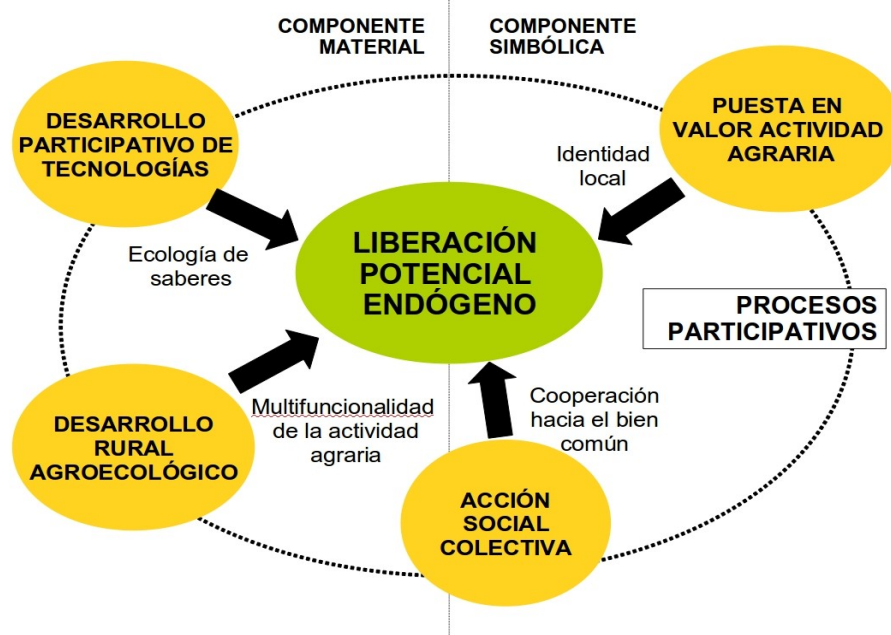 COMPONENTE
MATERIAL
COMPONENTE
SIMBÓLICA
DESARROLLO
PARTICIPATIVO DE
TECNOLOGÍAS
PUESTA EN
VALOR ACTIVIDAD
AGRARIA
Identidad
local
Ecología de
saberes
LIBERACIÓN
POTENCIAL
ENDÓGENO
PROCESOS
PARTICIPATIVOS
DESARROLLO
RURAL
AGROECOLÓGICO
Multifuncionalidad
de la actividad
agraria
Cooperación
hacia el bien
común
ACCIÓN
SOCIAL
COLECTIVA